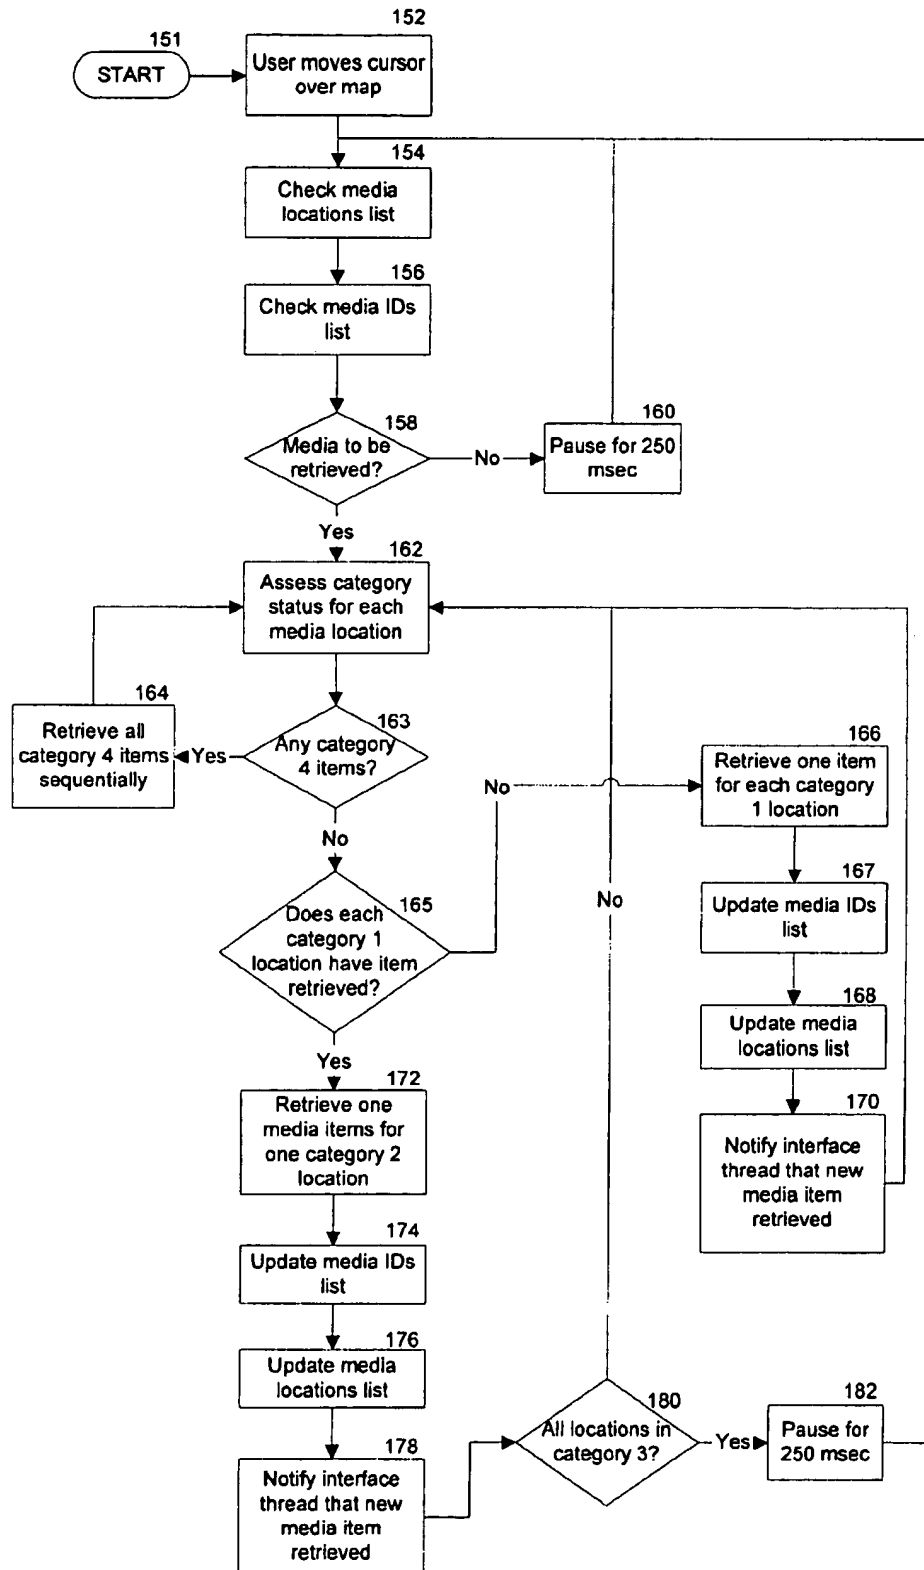 151
START
152
User moves cursor
over map
154
Check media
locations list
156
Check media IDs
list
158
Media to be
retrieved?
No
160
Pause for 250
msec
Yes
162
Assess category
status for each
media location
164
Retrieve all
category 4 items
sequentially
Yes
163
Any category
4 items?
No
165
Does each
category 1
location have item
retrieved?
No
166
Retrieve one item
for each category
1 location
167
Update media IDs
list
168
Update media
locations list
170
Notify interface
thread that new
media item
retrieved
No
Yes
172
Retrieve one
media items for
one category 2
location
174
Update media IDs
list
176
Update media
locations list
178
Notify interface
thread that new
media item
retrieved
180
All locations in
category 3?
Yes
182
Pause for
250 msec